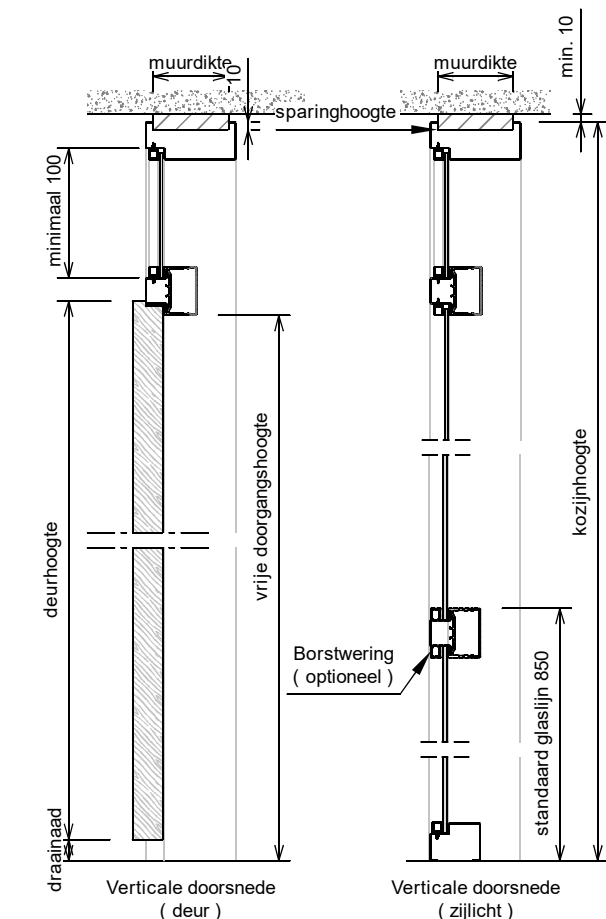 muurdikte
10
sparinghoogte
muurdikte
min. 10
minimaal 100
deurhoogte
vrije doorgangshoogte
kozijnhoogte
Borstwering
( optioneel )
standaard glaslijn 850
draainaad
Verticale doorsnede
( deur )
Verticale doorsnede
( zijlicht )